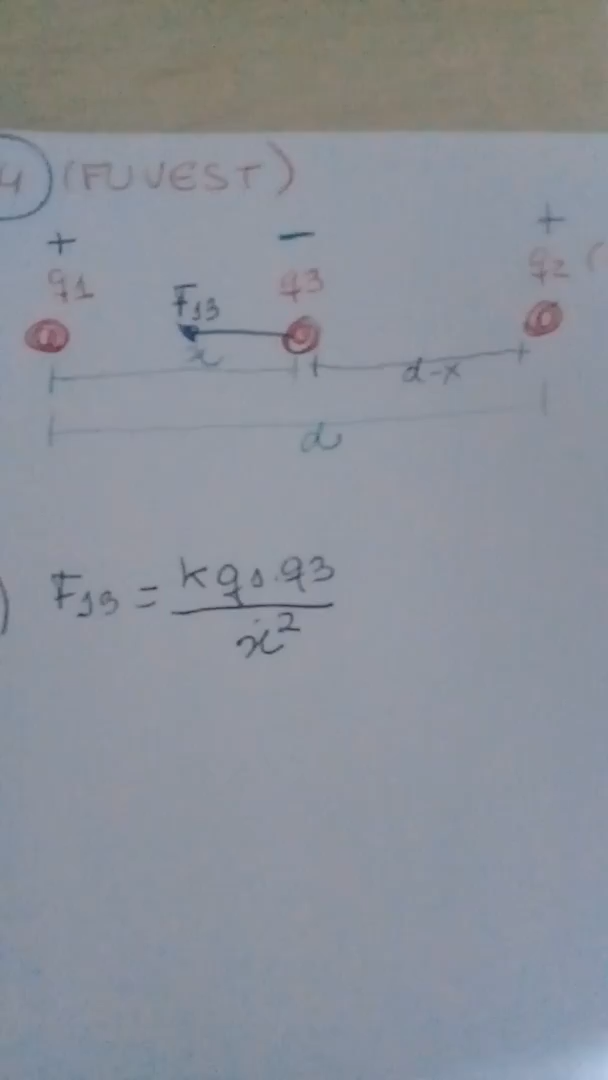 4) (FUVEST)
+ − +
q1 q3 q2 (
F13
x d-x
d
) F13 = kq1.q3
x²